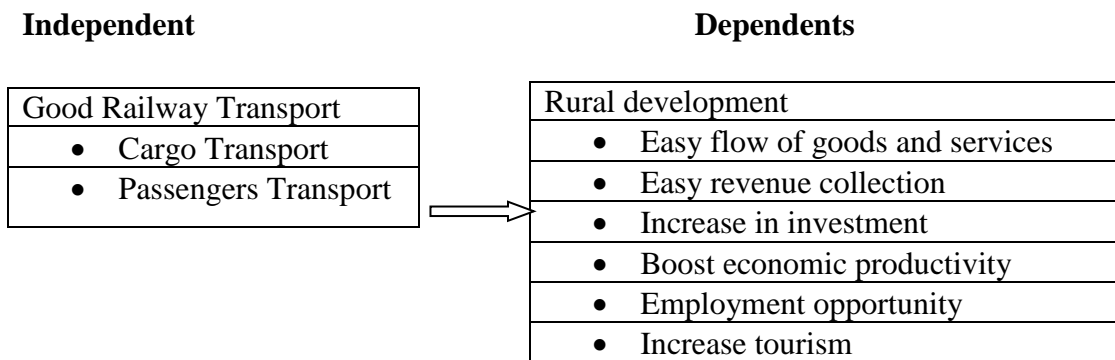 Independent
Dependents
Good Railway Transport
• Cargo Transport
• Passengers Transport
Rural development
• Easy flow of goods and services
• Easy revenue collection
• Increase in investment
• Boost economic productivity
• Employment opportunity
• Increase tourism